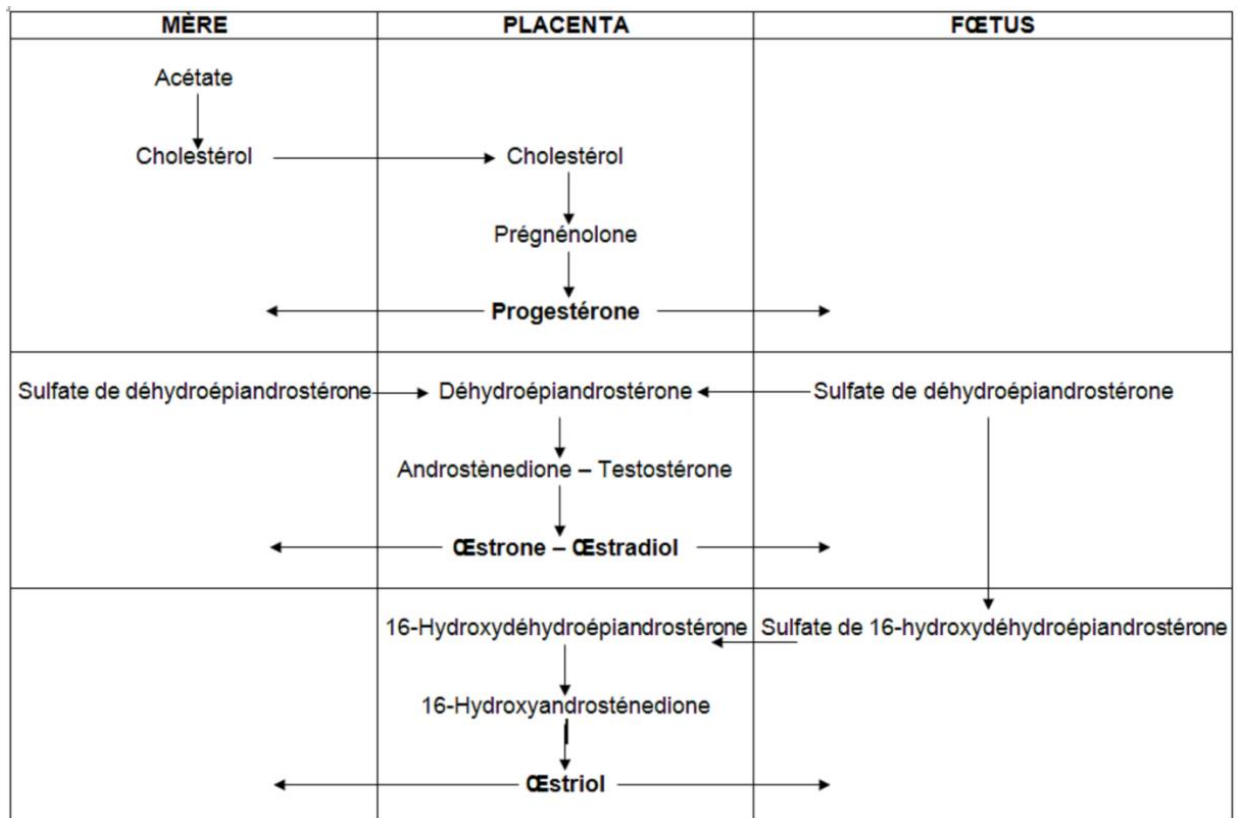 MÈRE PLACENTA FŒTUS
Acétate
Cholestérol Cholestérol
Prégnénolone
Progestérone
Sulfate de déhydroépiandrostérone Déhydroépiandrostérone Sulfate de déhydroépiandrostérone
Androstènedione – Testostérone
Œstrone – Œstradiol
16-Hydroxydéhydroépiandrostérone Sulfate de 16-hydroxydéhydroépiandrostérone
16-Hydroxyandrosténedione
Œstriol